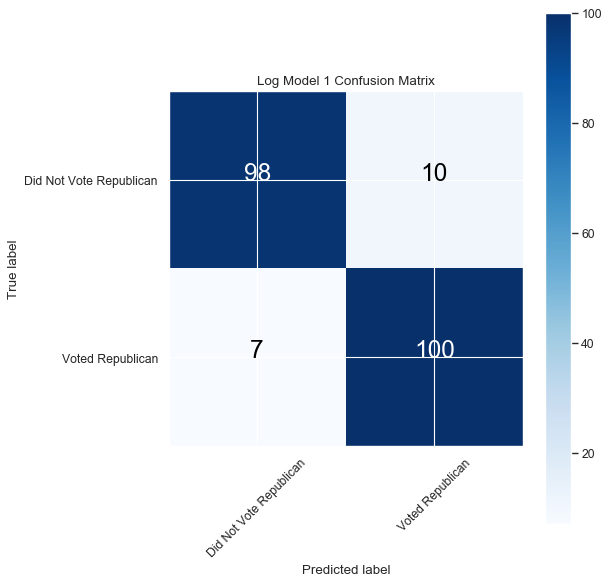 Log Model 1 Confusion Matrix
100
80
60
40
20
True label
Did Not Vote Republican
98
10
Voted Republican
7
100
Did Not Vote Republican
Voted Republican
Predicted label